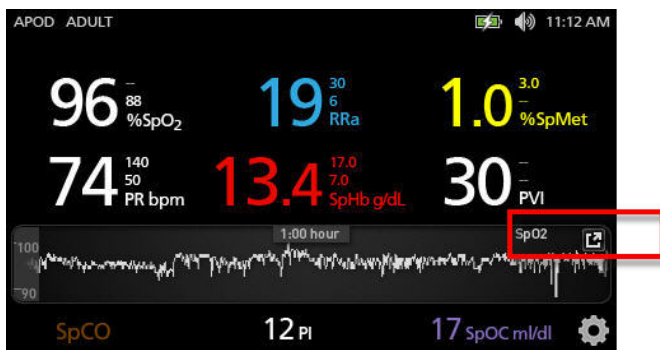 APOD ADULT 11:12 AM
96 -- 88 %SpO2
19 30 6 RRa
1.0 3.0 -- %SpMet
74 140 50 PR bpm
13.4 17.0 7.0 SpHb g/dL
30 -- -- PVI
1:00 hour
SpO2
100
90
SpCO
12 PI
17 SpOC ml/dl